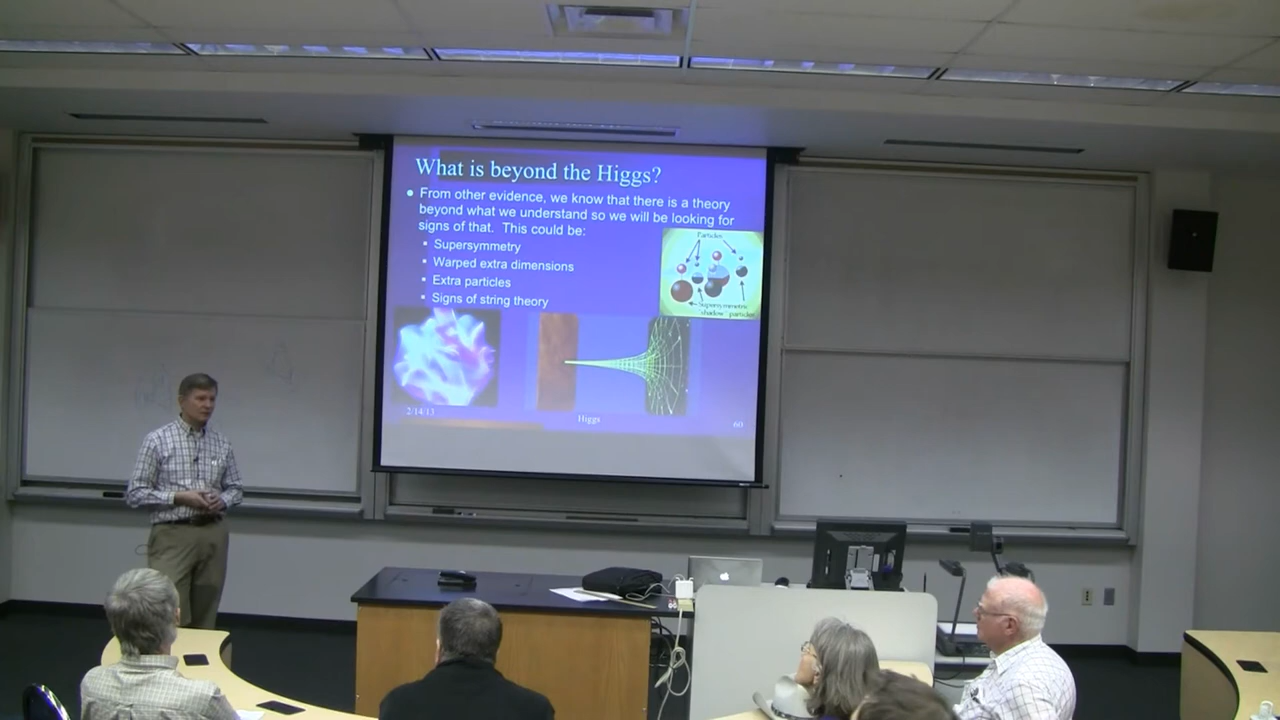 What is beyond the Higgs?
From other evidence, we know that there is a theory
beyond what we understand so we will be looking for
signs of that. This could be:
Supersymmetry
Warped extra dimensions
Extra particles
Signs of string theory
Particles
Supersymmetric
"shadow" particles
2/14/13
Higgs
60